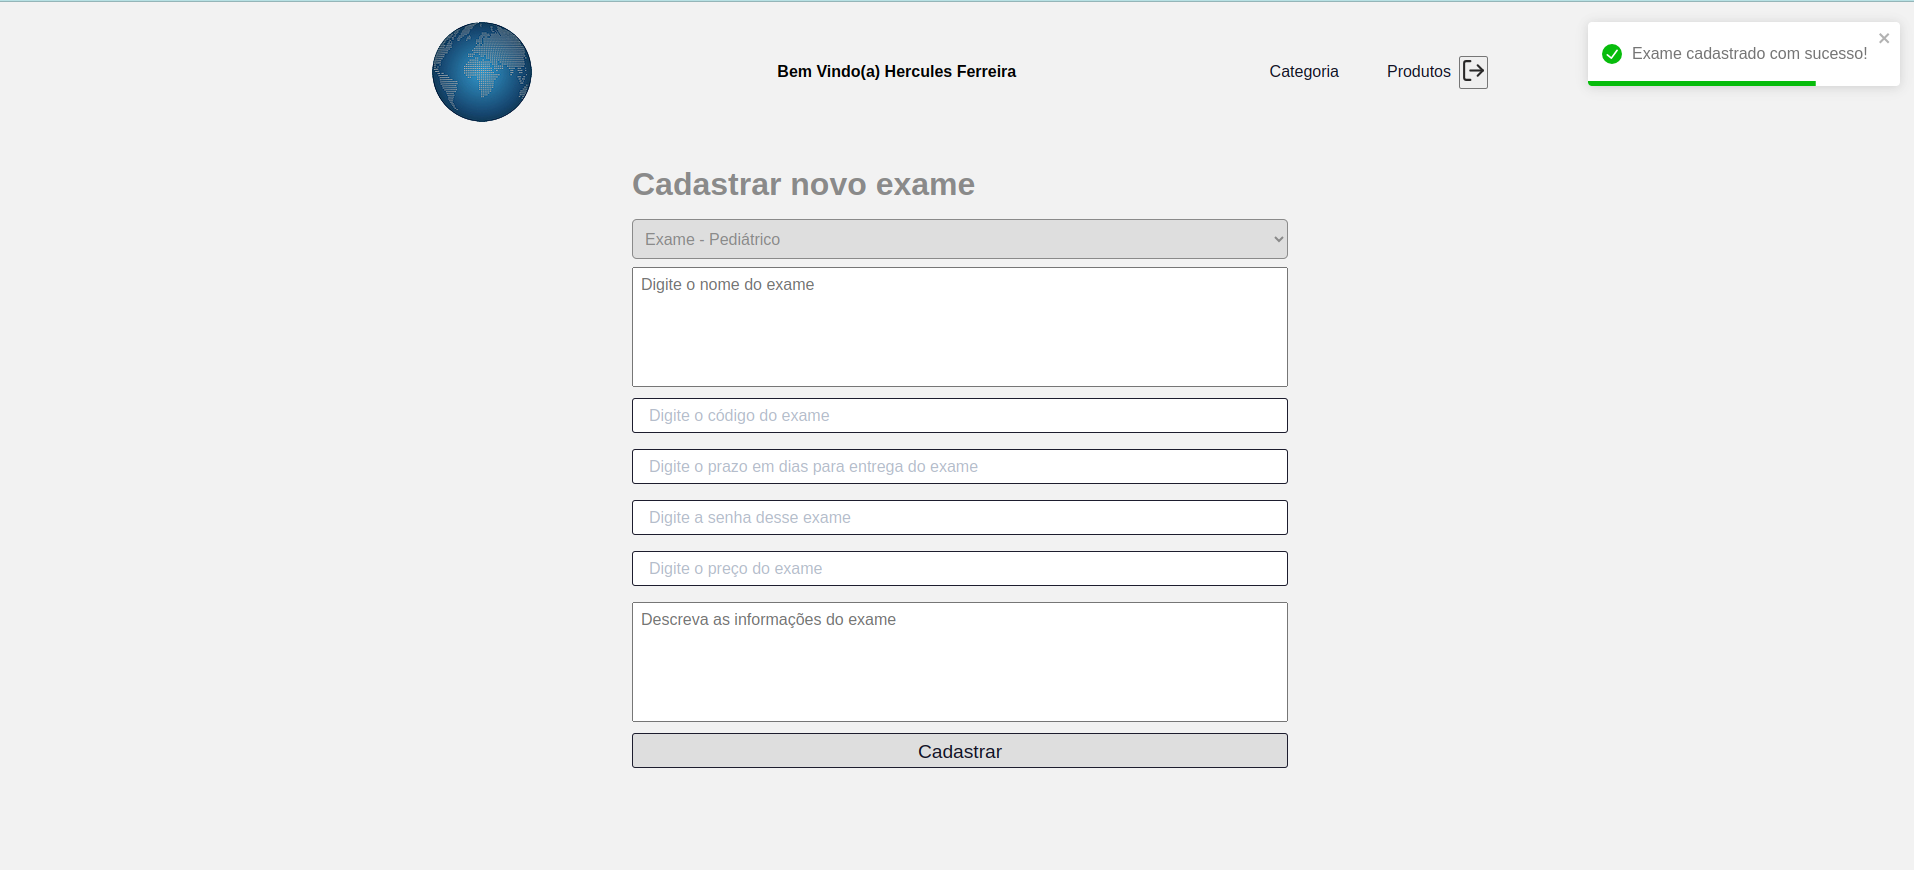 Bem Vindo(a) Hercules Ferreira
Categoria
Produtos
Exame cadastrado com sucesso!
Cadastrar novo exame
Exame - Pediátrico
Digite o nome do exame
Digite o código do exame
Digite o prazo em dias para entrega do exame
Digite a senha desse exame
Digite o preço do exame
Descreva as informações do exame
Cadastrar